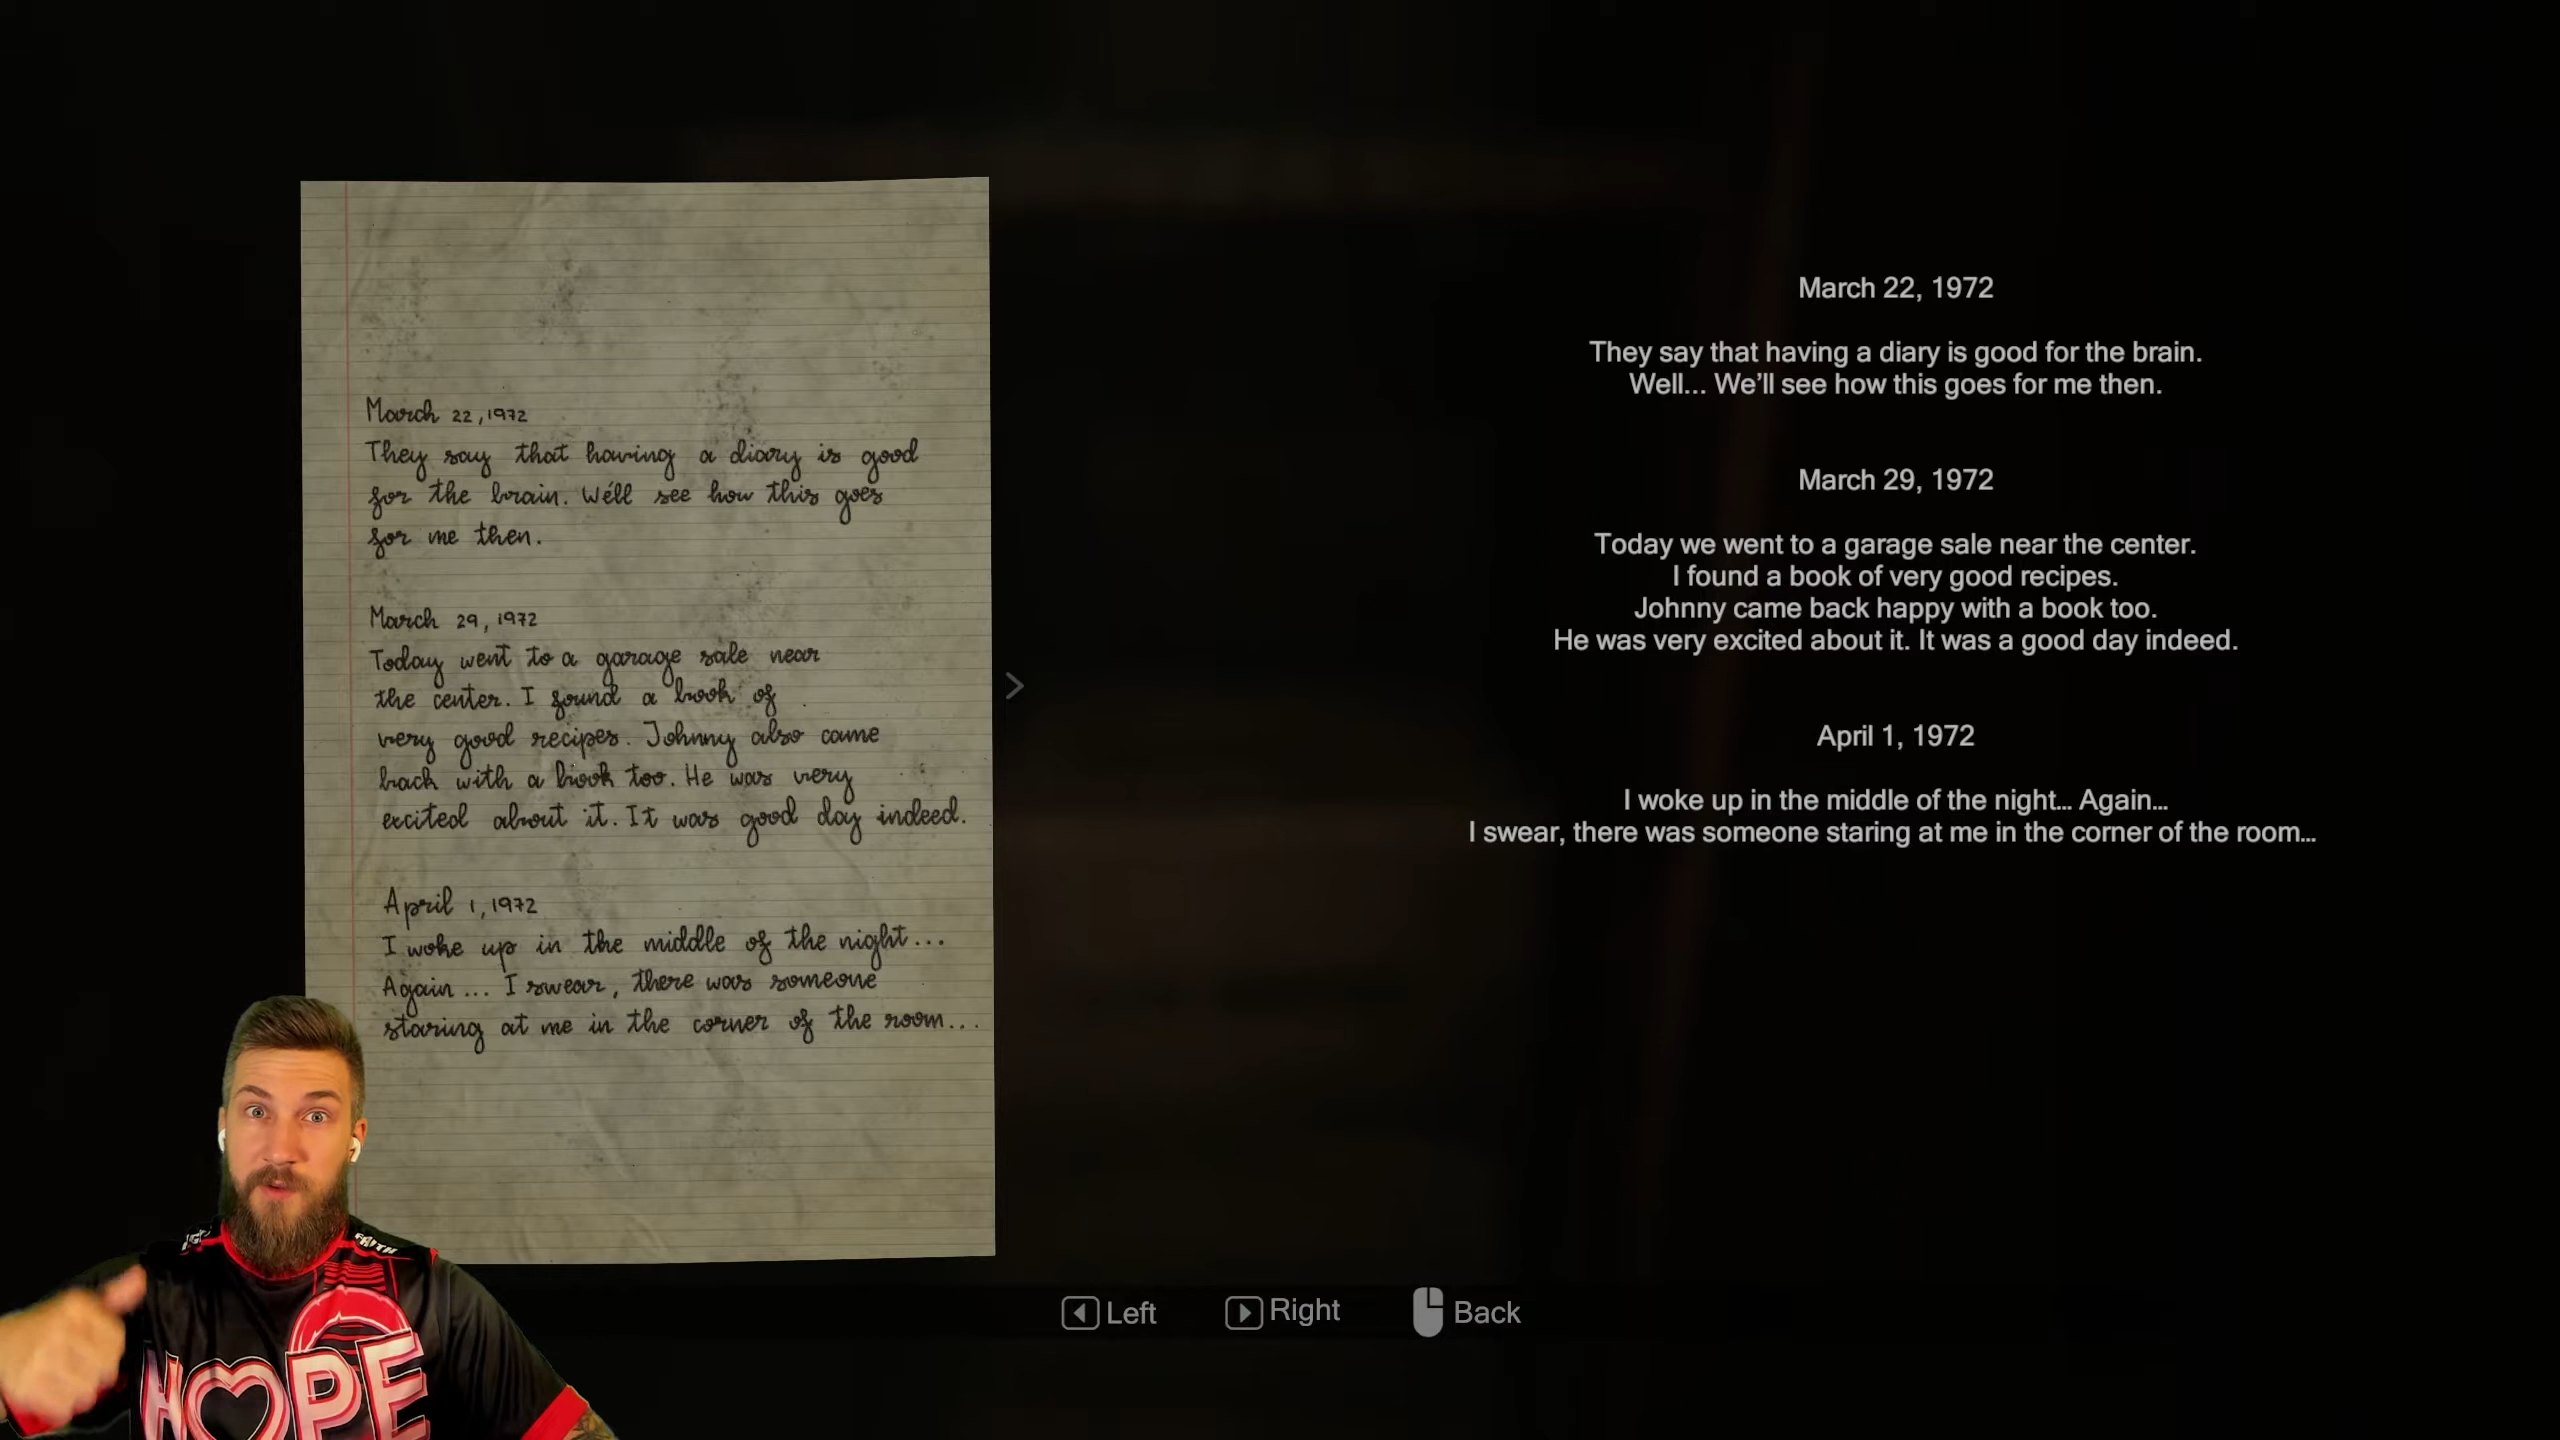 March 22, 1972
They say that having a diary is good
for the brain. We'll see how this goes
for me then.
March 29, 1972
Today went to a garage sale near
the center. I found a book of
very good recipes. Johnny also came
back with a book too. He was very
excited about it. It was good day indeed.
April 1, 1972
I woke up in the middle of the night...
Again... I swear, there was someone
staring at me in the corner of the room...
March 22, 1972
They say that having a diary is good for the brain.
Well... We’ll see how this goes for me then.
March 29, 1972
Today we went to a garage sale near the center.
I found a book of very good recipes.
Johnny came back happy with a book too.
He was very excited about it. It was a good day indeed.
April 1, 1972
I woke up in the middle of the night... Again...
I swear, there was someone staring at me in the corner of the room...
FAITH
HOPE
Left
Right
Back